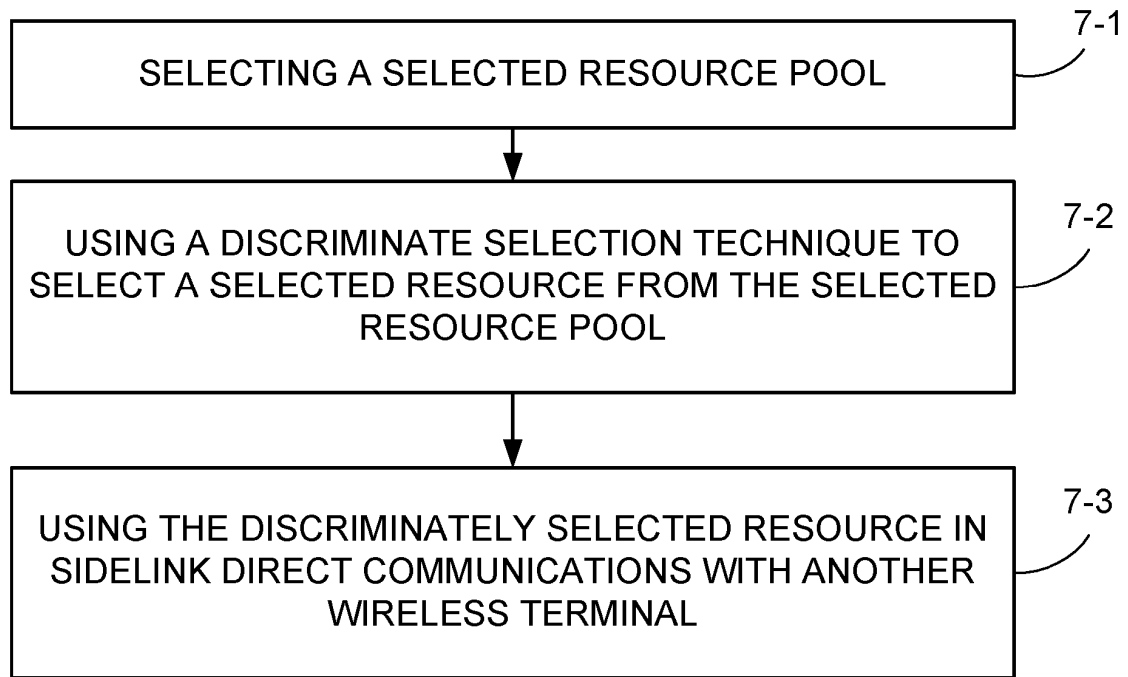 7-1
SELECTING A SELECTED RESOURCE POOL
7-2
USING A DISCRIMINATE SELECTION TECHNIQUE TO
SELECT A SELECTED RESOURCE FROM THE SELECTED
RESOURCE POOL
7-3
USING THE DISCRIMINATELY SELECTED RESOURCE IN
SIDELINK DIRECT COMMUNICATIONS WITH ANOTHER
WIRELESS TERMINAL